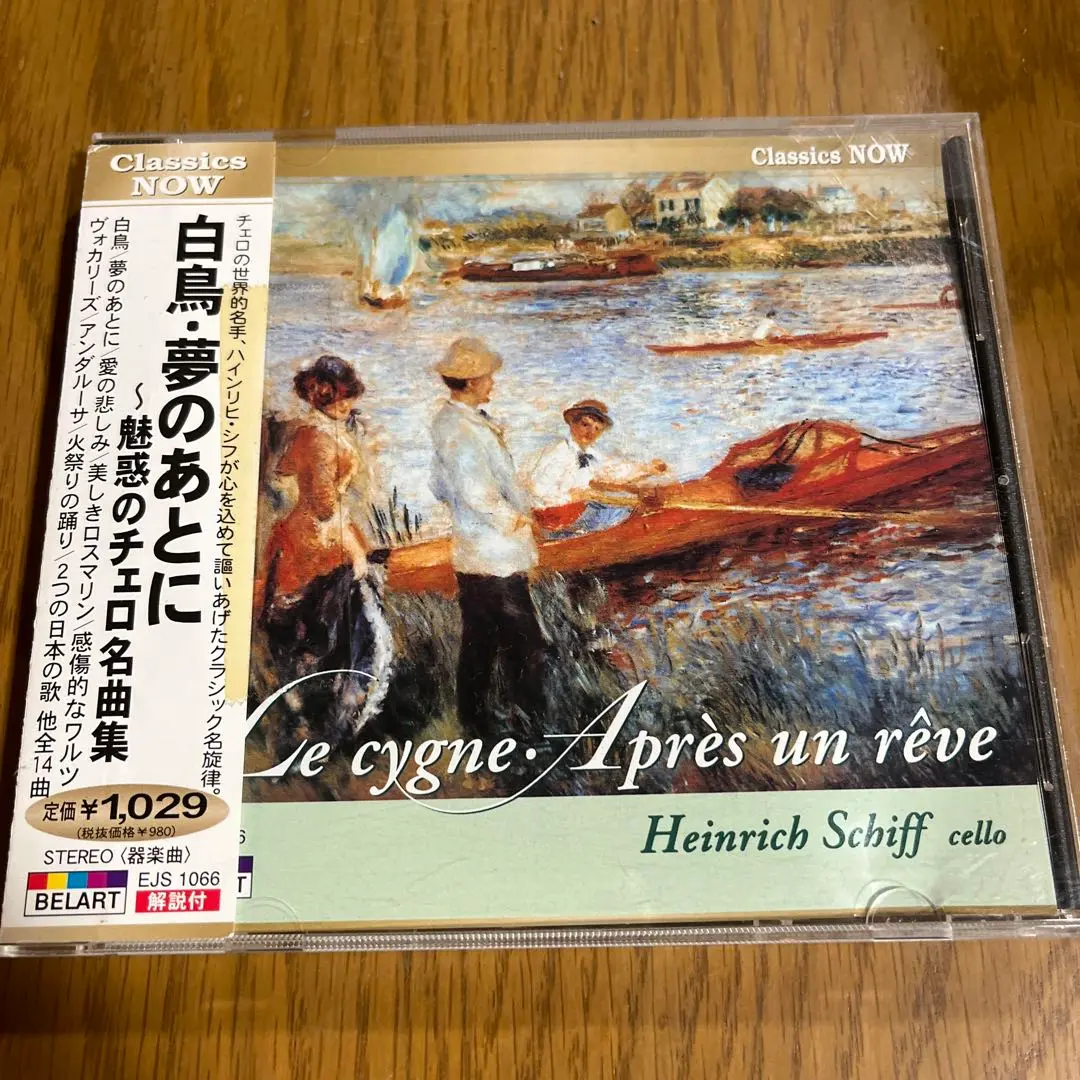 Classics
NOW
チェロの世界的名手、ハインリヒ・シフが心を込めて謳いあげたクラシック名旋律。
白鳥・夢のあとに
～魅惑のチェロ名曲集
白鳥/夢のあとに/愛の悲しみ/美しきロスマリン/感傷的なワルツ
ヴォカリーズ/アンダルーサ/火祭りの踊り/2つの日本の歌 他全14曲
定価¥1,029
(税抜価格¥980)
STEREO〈器楽曲〉
BELART
EJS 1066
解説付
Classics NOW
Le cygne・Après un rêve
Heinrich Schiff cello
6
T